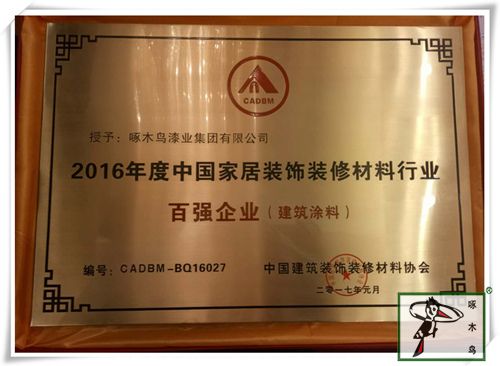 CADBM
授予：啄木鸟漆业集团有限公司
2016年度中国家居装饰装修材料行业
百强企业（建筑涂料）
编号：CADBM-BQ16027
中国建筑装饰装修材料协会
二零一七年元月
啄木鸟
®